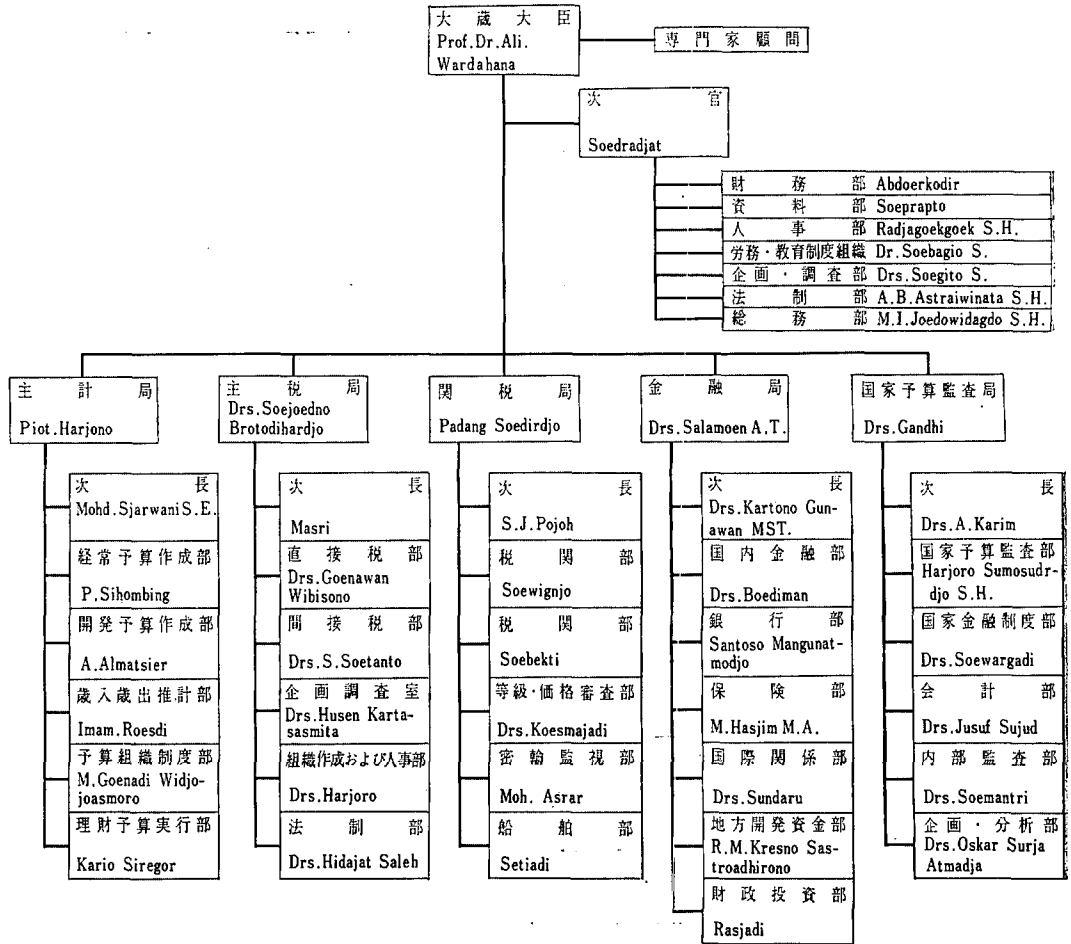 大蔵大臣
Prof.Dr.Ali.
Wardahana
専門家顧問
次官
Soedradjat
財務部 Abdoerkodir
資料部 Soeprapto
人事部 Radjagoekgoek S.H.
労務・教育制度組織 Dr.Soebagio S.
企画・調査部 Drs.Soegito S.
法制部 A.B.Astraiwinata S.H.
総務部 M.I.Joedowidagdo S.H.
主計局
Piot.Harjono
次長
Mohd.Sjarwani S.E.
経常予算作成部
P.Sihombing
開発予算作成部
A.Almatsier
歳入歳出推計部
Imam.Roesdi
予算組織制度部
M.Goenadi Widjo-
joasmoro
理財予算実行部
Kario Siregor
主税局
Drs.Soejoedno
Brotodihardjo
次長
Masri
直接税部
Drs.Goenawan
Wibisono
間接税部
Drs.S.Soetanto
企画調査室
Drs.Husen Karta-
sasmita
組織作成および人事部
Drs.Harjoro
法制部
Drs.Hidajat Saleh
関税局
Padang Soedirdjo
次長
S.J.Pojoh
税関部
Soewignjo
税関部
Soebekti
等級・価格審査部
Drs.Koesmajadi
密輸監視部
Moh. Asrar
船舶部
Setiadi
金融局
Drs.Salamoen A.T.
次長
Drs.Kartono Gun-
awan MST.
国内金融部
Drs.Boediman
銀行部
Santoso Mangunat-
modjo
保険部
M.Hasjim M.A.
国際関係部
Drs.Sundaru
地方開発資金部
R.M.Kresno Sas-
troadhirono
財政投資部
Rasjadi
国家予算監査局
Drs.Gandhi
次長
Drs.A.Karim
国家予算監査部
Harjoro Sumosudr-
djo S.H.
国家金融制度部
Drs.Soewargadi
会計部
Drs.Jusuf Sujud
内部監査部
Drs.Soemantri
企画・分析部
Drs.Oskar Surja
Atmadja